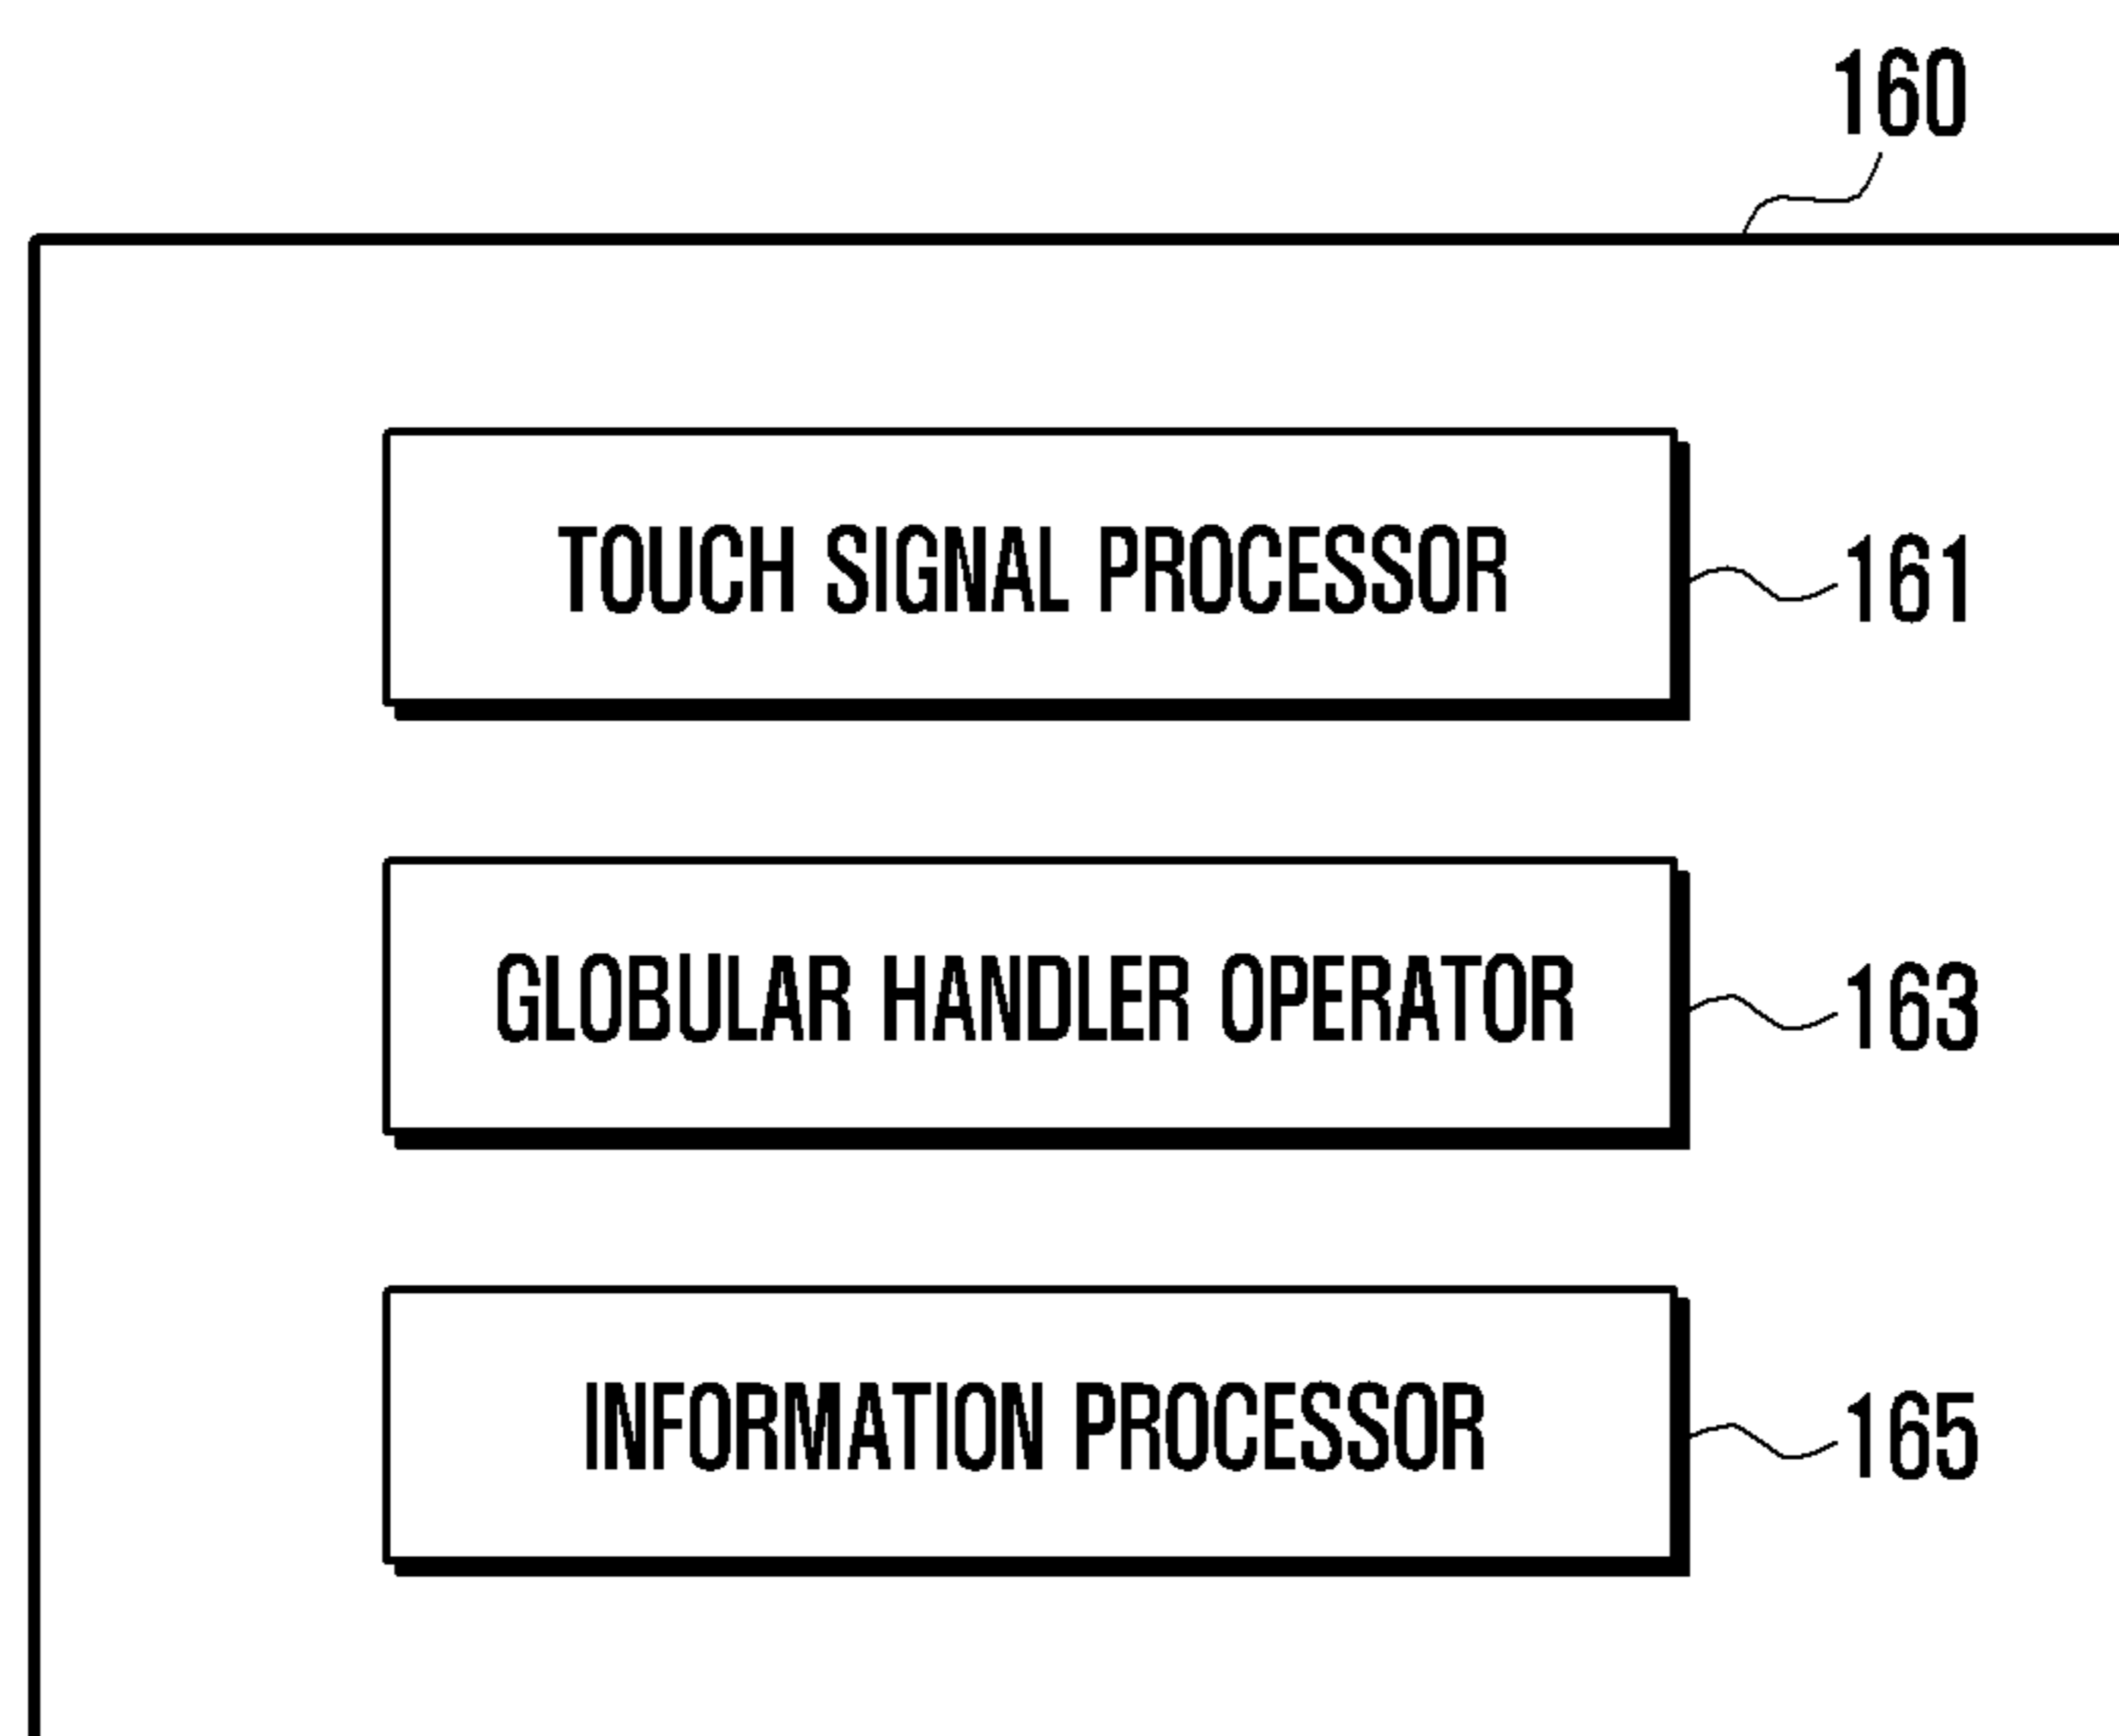 160
TOUCH SIGNAL PROCESSOR
161
GLOBULAR HANDLER OPERATOR
163
INFORMATION PROCESSOR
165